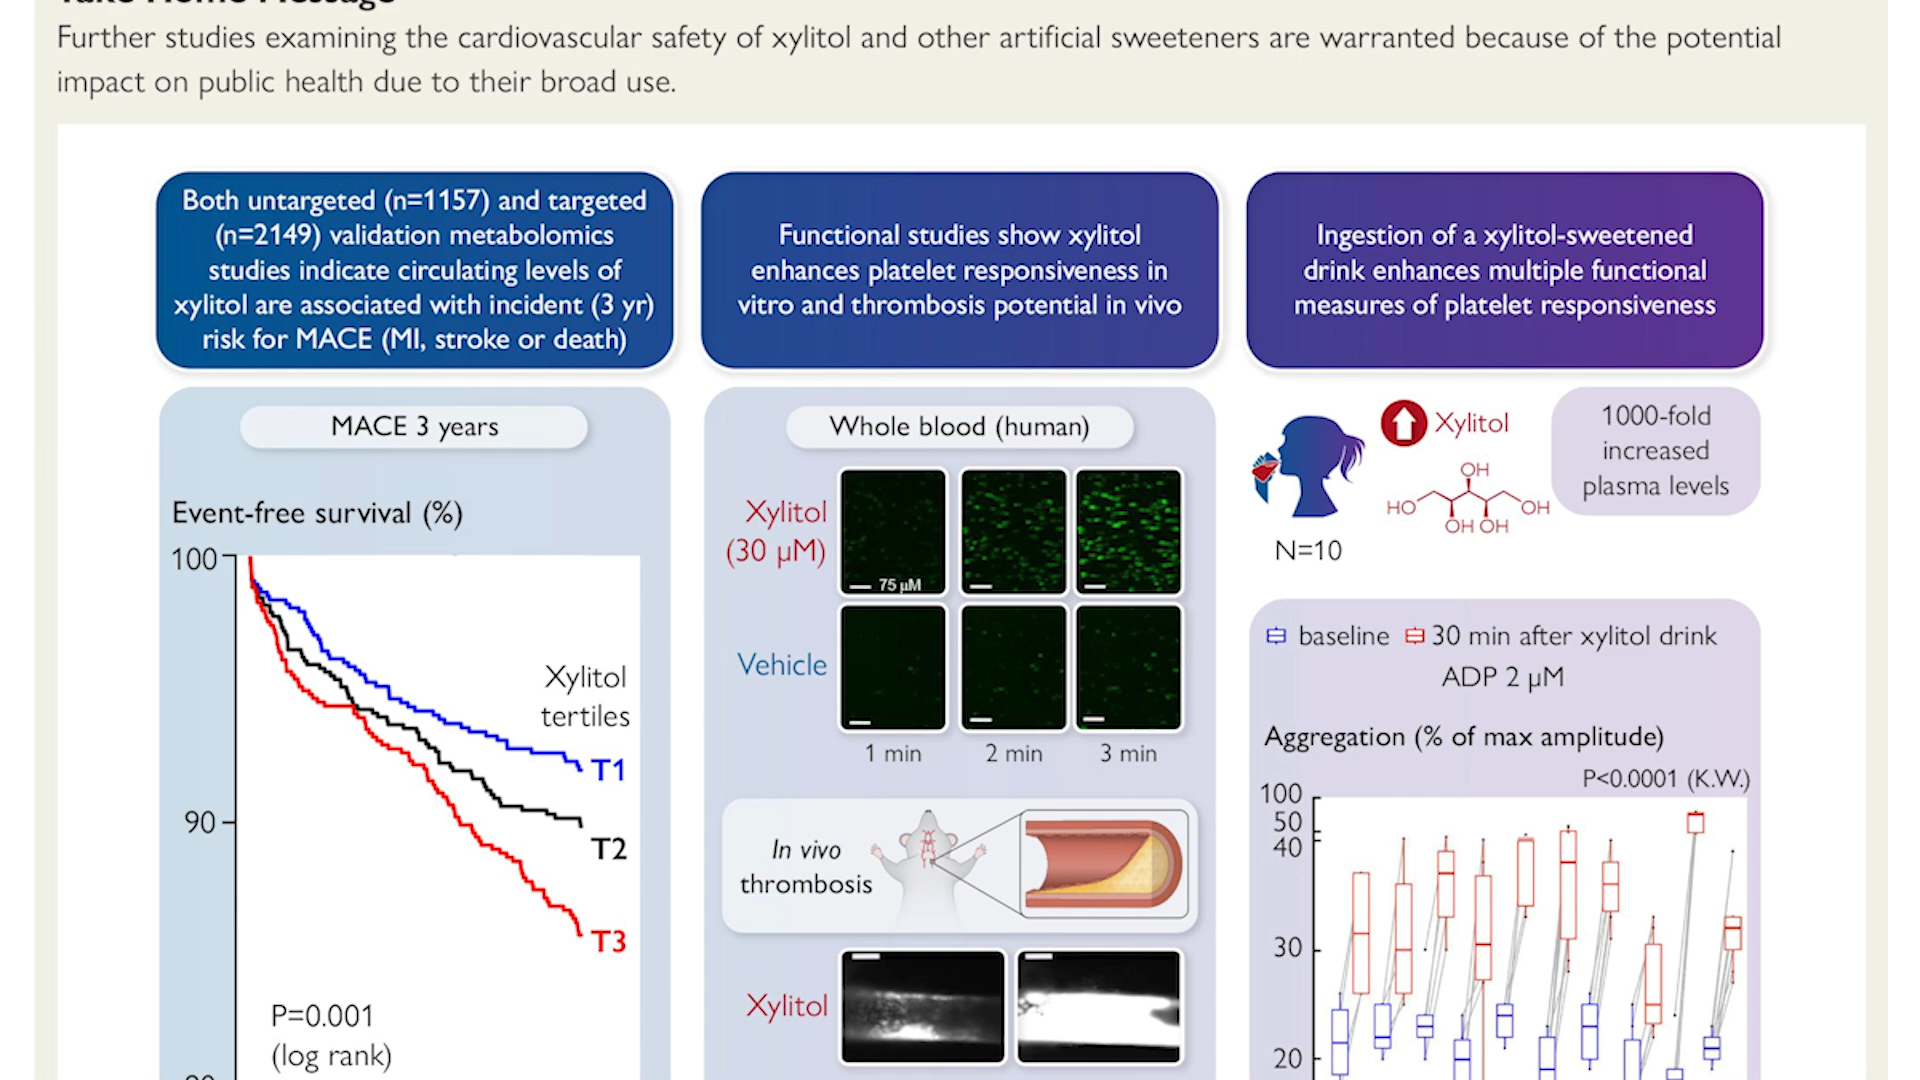 Take Home Message
Further studies examining the cardiovascular safety of xylitol and other artificial sweeteners are warranted because of the potential
impact on public health due to their broad use.
Both untargeted (n=1157) and targeted
(n=2149) validation metabolomics
studies indicate circulating levels of
xylitol are associated with incident (3 yr)
risk for MACE (MI, stroke or death)
MACE 3 years
Event-free survival (%)
100
90
Xylitol
tertiles
T1
T2
T3
P=0.001
(log rank)
Functional studies show xylitol
enhances platelet responsiveness in
vitro and thrombosis potential in vivo
Whole blood (human)
Xylitol
(30 µM)
75 µM
Vehicle
1 min 2 min 3 min
In vivo
thrombosis
Xylitol
Ingestion of a xylitol-sweetened
drink enhances multiple functional
measures of platelet responsiveness
Xylitol
OH
HO OH
OH OH
N=10
1000-fold
increased
plasma levels
baseline 30 min after xylitol drink
ADP 2 µM
Aggregation (% of max amplitude)
P<0.0001 (K.W.)
100
50
40
30
20